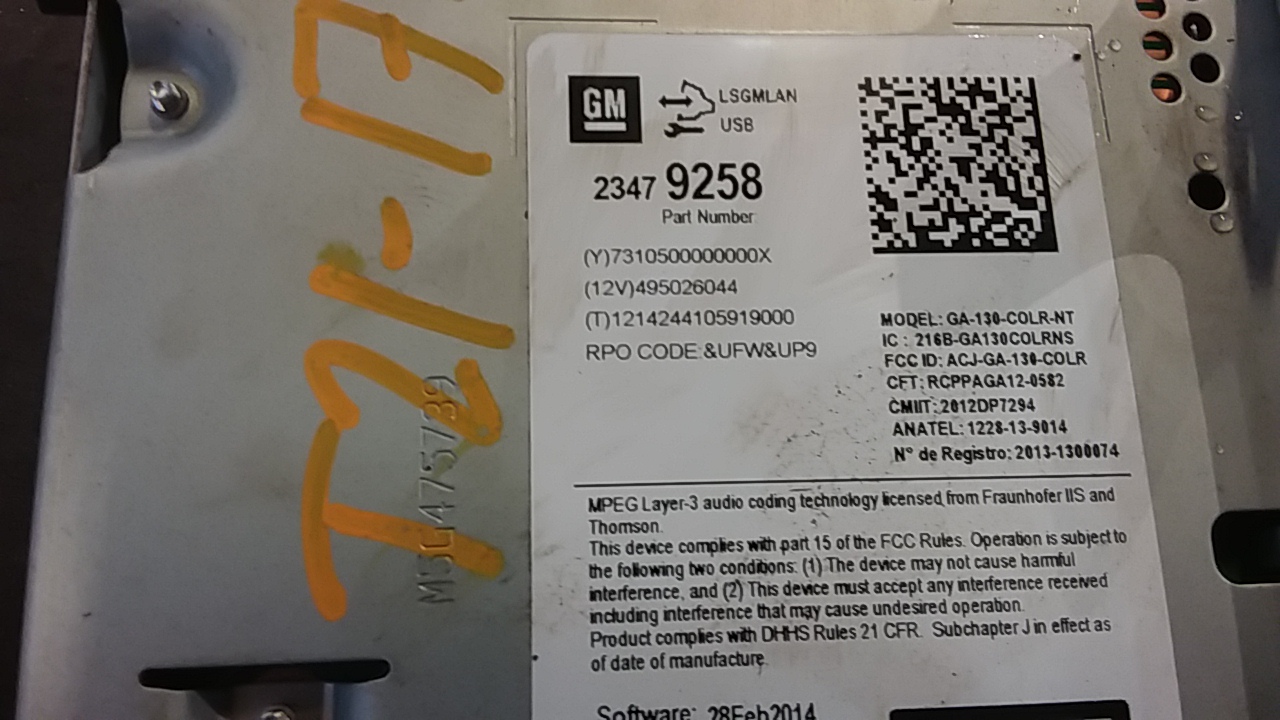 GM
LSGMLAN
USB
2347 9258
Part Number
(Y)7310500000000X
(12V)495026044
(T)1214244105919000
RPO CODE:&UFW&UP9
MODEL: GA-130-COLR-NT
IC : 216B-GA130COLRNS
FCC ID: ACJ-GA-130-COLR
CFT: RCPPAGA12-0582
CMIIT: 2012DP7294
ANATEL: 1228-13-9014
N° de Registro: 2013-1300074
MPEG Layer-3 audio coding technology licensed from Fraunhofer IIS and
Thomson.
This device complies with part 15 of the FCC Rules. Operation is subject to
the following two conditions: (1) The device may not cause harmful
interference, and (2) This device must accept any interference received
including interference that may cause undesired operation.
Product complies with DHHS Rules 21 CFR. Subchapter J in effect as
of date of manufacture.
Software: 28Feb2014